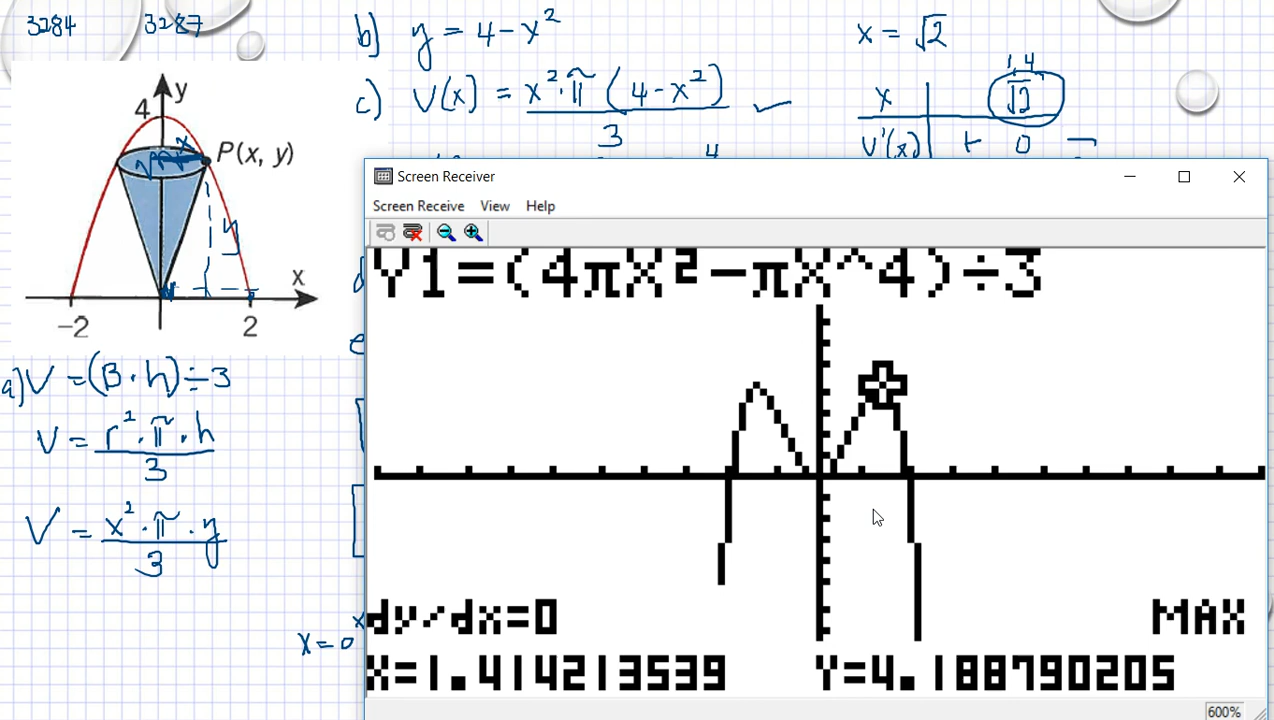 3284 3287
b) y = 4 - x²
c) V(x) = x²·π (4 - x²) / 3 ✓
4
x = √2
1,4
x | √2
V'(x) | + 0 -
y
4
x
P(x, y)
y
x
-2 2
a) V = (B · h) ÷ 3
V = r²·π·h / 3
V = x²·π·y / 3
x = 0
x
Screen Receiver
Screen Receive View Help
Y1=(4πX²-πX^4)÷3
dy/dx=0 MAX
X=1.414213539 Y=4.188790205
600%